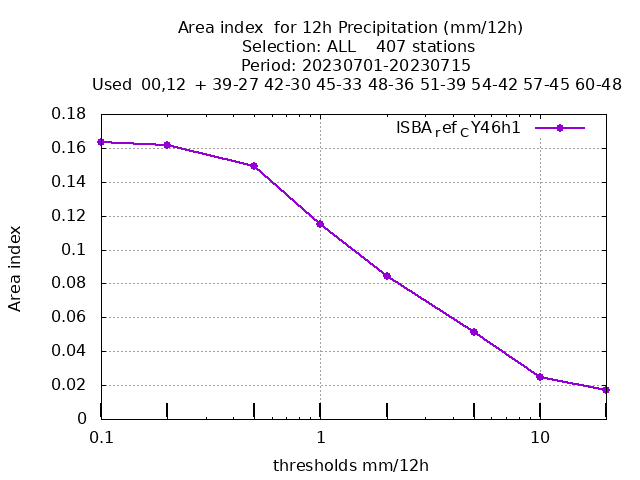 Area index  for 12h Precipitation (mm/12h)
Selection: ALL    407 stations
Period: 20230701-20230715
Used  00,12  + 39-27 42-30 45-33 48-36 51-39 54-42 57-45 60-48
ISBA_ref_CY46h1
0.18
0.16
0.14
0.12
0.1
0.08
0.06
0.04
0.02
0
Area index
0.1 1 10
thresholds mm/12h